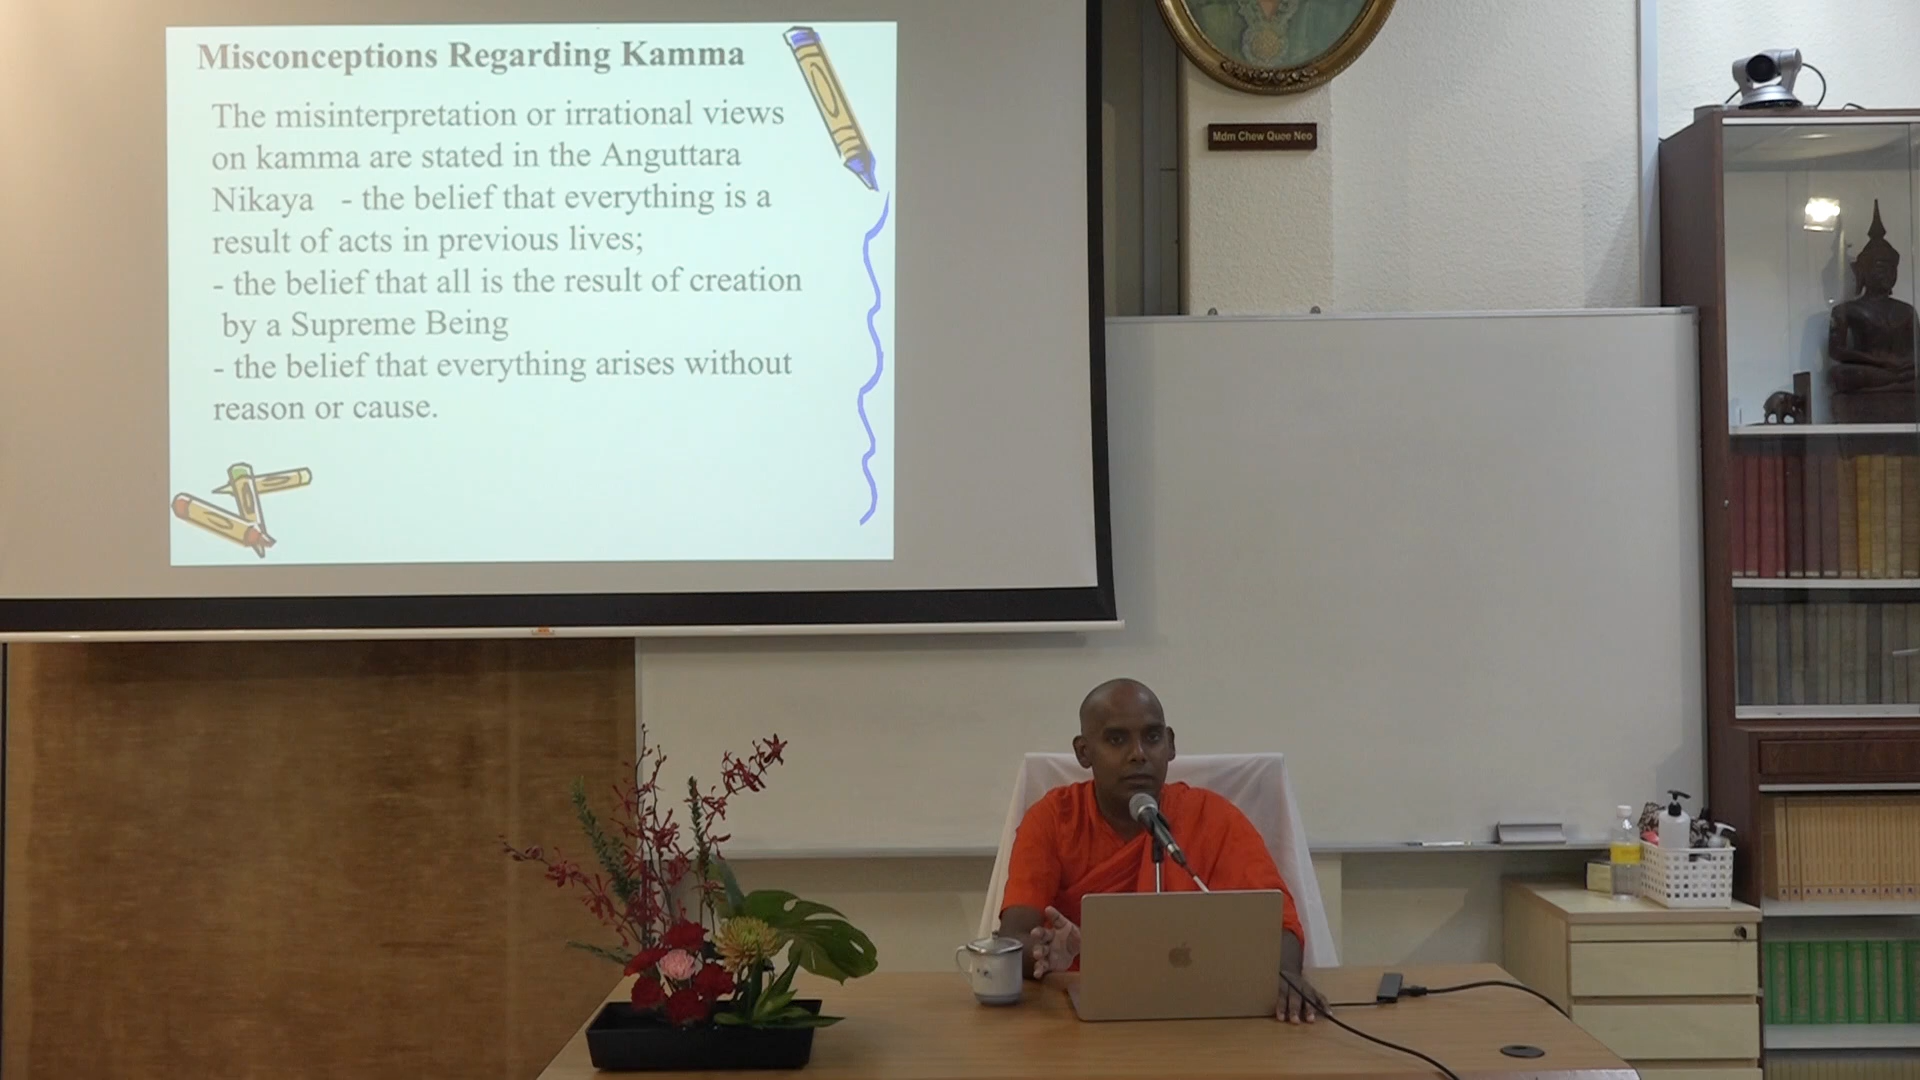 Misconceptions Regarding Kamma
The misinterpretation or irrational views
on kamma are stated in the Anguttara
Nikaya - the belief that everything is a
result of acts in previous lives;
- the belief that all is the result of creation
by a Supreme Being
- the belief that everything arises without
reason or cause.
Mdm Chew Quee Neo